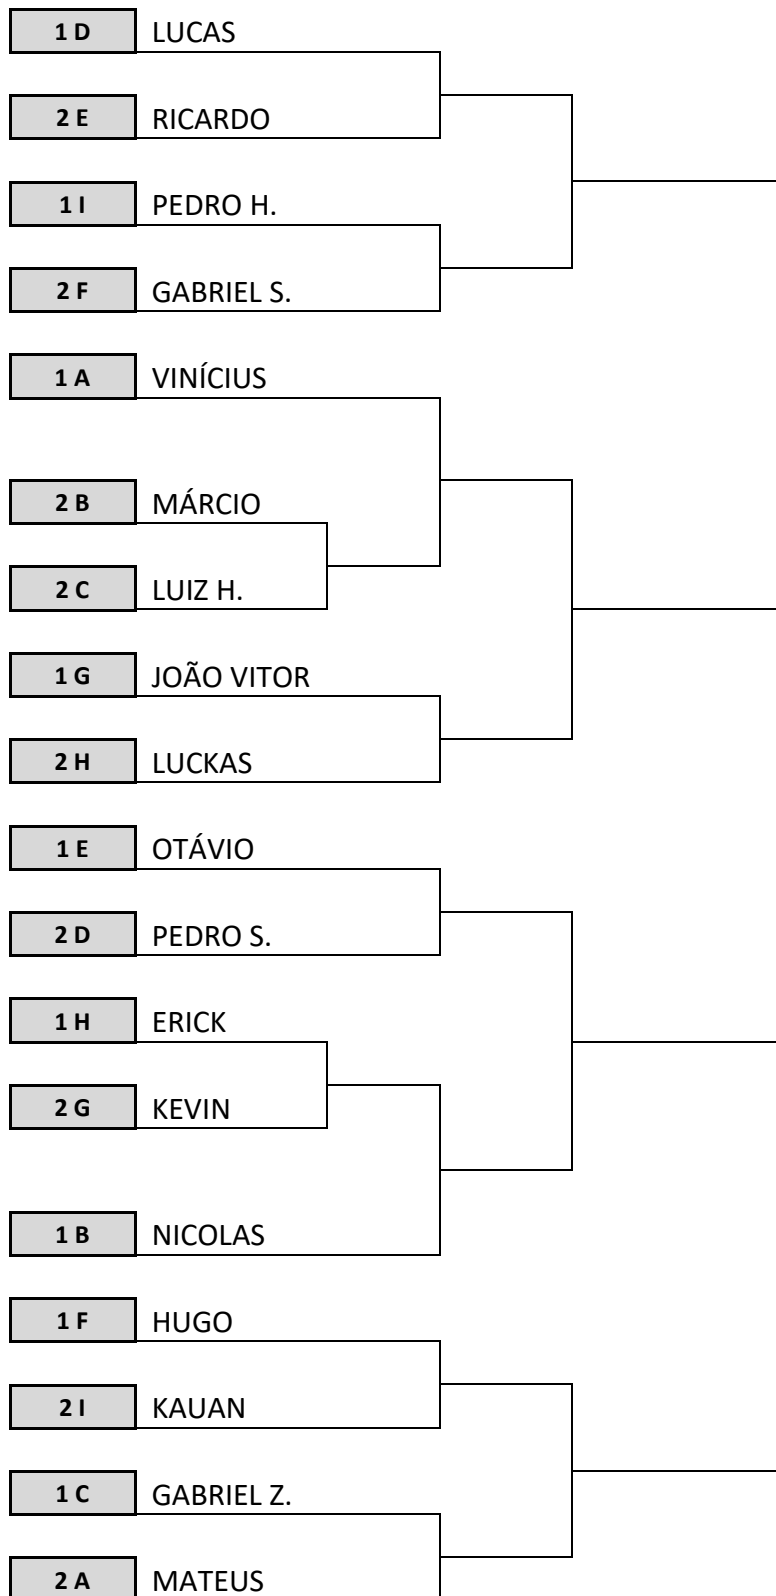 1 D LUCAS
2 E RICARDO
1 I PEDRO H.
2 F GABRIEL S.
1 A VINÍCIUS
2 B MÁRCIO
2 C LUIZ H.
1 G JOÃO VITOR
2 H LUCKAS
1 E OTÁVIO
2 D PEDRO S.
1 H ERICK
2 G KEVIN
1 B NICOLAS
1 F HUGO
2 I KAUAN
1 C GABRIEL Z.
2 A MATEUS